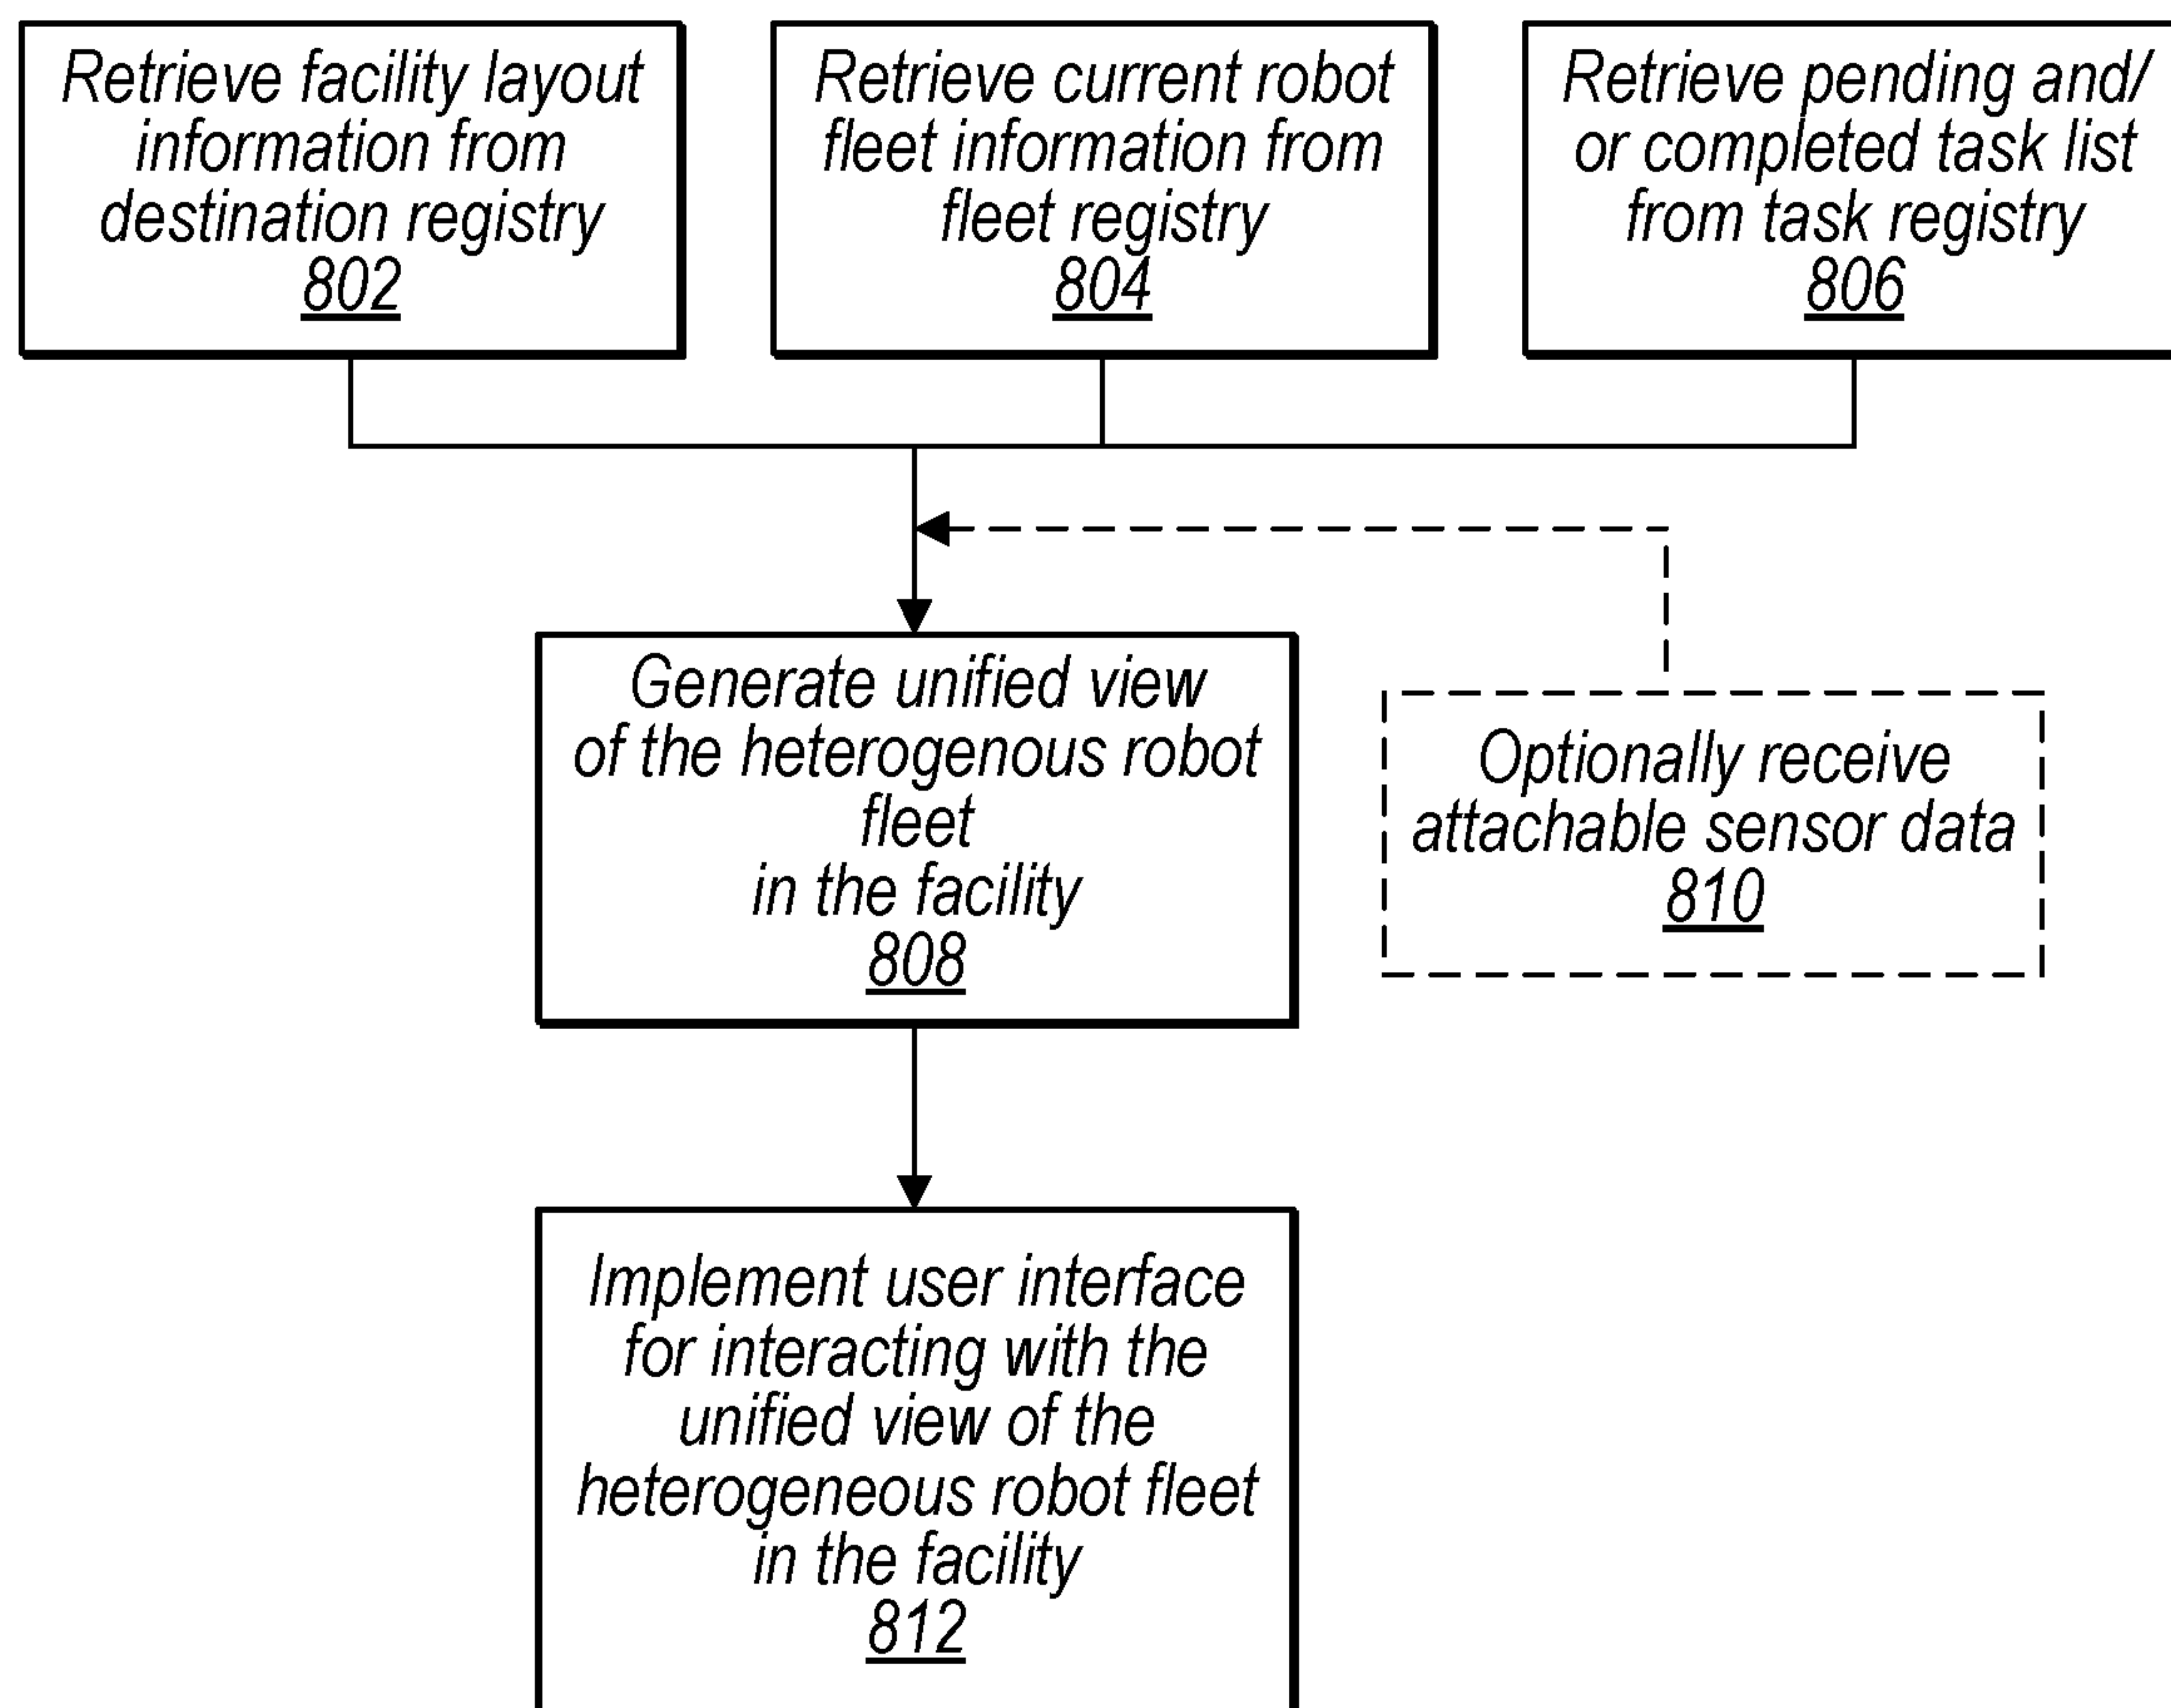 Retrieve facility layout
information from
destination registry
802
Retrieve current robot
fleet information from
fleet registry
804
Retrieve pending and/
or completed task list
from task registry
806
Generate unified view
of the heterogenous robot
fleet
in the facility
808
Optionally receive
attachable sensor data
810
Implement user interface
for interacting with the
unified view of the
heterogeneous robot fleet
in the facility
812